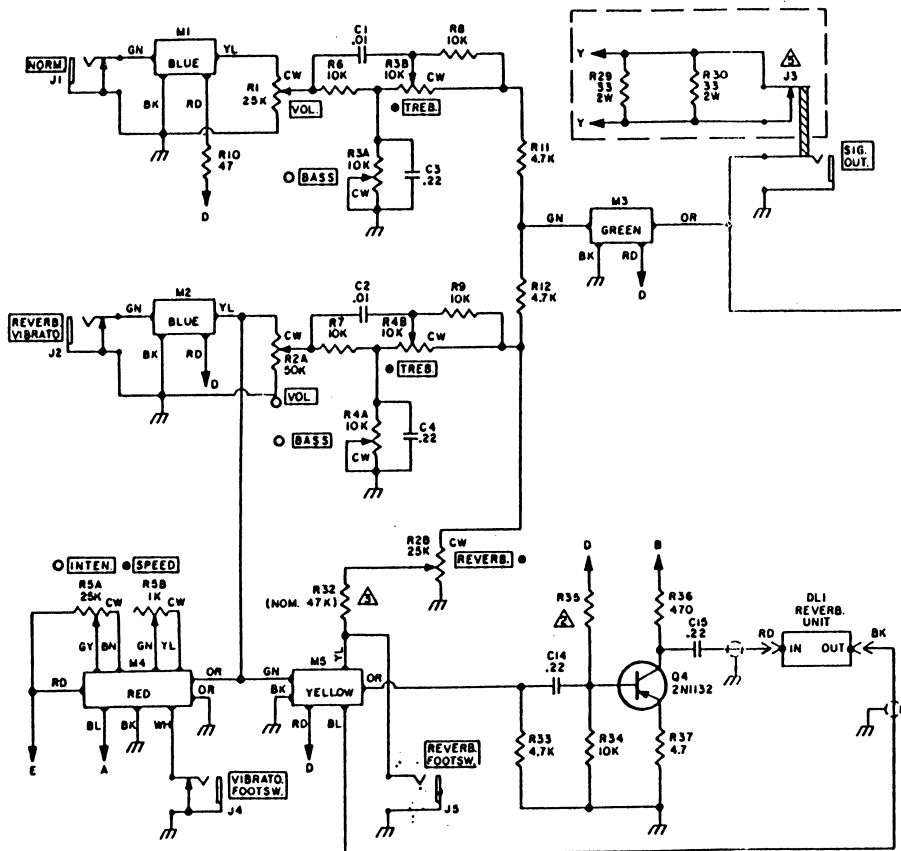 NORM.
J1
GN
M1
BLUE
YL
BK
RD
R10
47
D
R1
25K
CW
VOL.
C1
.01
R6
10K
R3B
10K
CW
R8
10K
TREB.
R3A
10K
CW
BASS
C3
.22
R11
4.7K
Y
Y
R29
33
2W
R30
33
2W
5
J3
SIG.
OUT.
GN
M3
GREEN
OR
BK
RD
D
R12
4.7K
REVERB.
VIBRATO
J2
GN
M2
BLUE
YL
BK
RD
D
CW
R2A
50K
VOL.
C2
.01
R7
10K
R4B
10K
CW
R9
10K
TREB.
R4A
10K
CW
BASS
C4
.22
R2B
25K
CW
REVERB.
R32
(NOM. 47K)
3
INTEN.
SPEED
R5A
25K
CW
R5B
1K
CW
GY
BN
GN
YL
M4
RED
RD
OR
OR
BL
BK
WH
E
A
VIBRATO.
FOOTSW.
J4
GN
BK
M5
YELLOW
YL
OR
RD
BL
D
REVERB.
FOOTSW.
J5
D
R35
2
C14
.22
R33
4.7K
R34
10K
B
R36
470
C15
.22
Q4
2N1132
R37
4.7
DL1
REVERB.
UNIT
RD
IN
OUT
BK